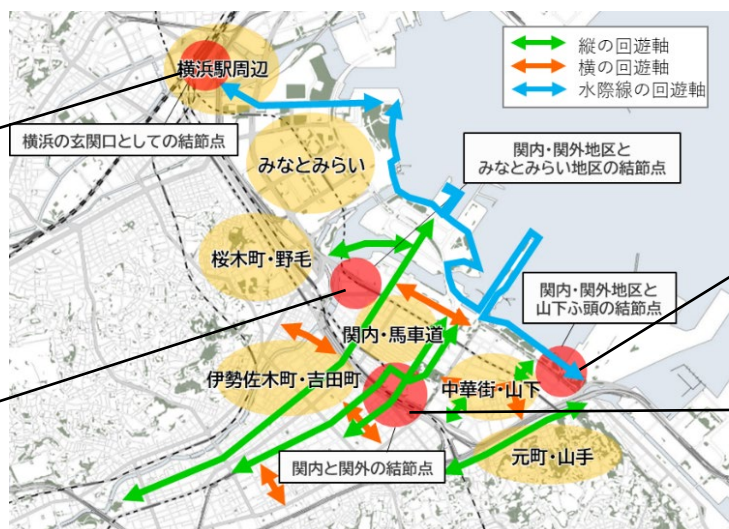 縦の回遊軸
横の回遊軸
水際線の回遊軸
横浜駅周辺
横浜の玄関口としての結節点
関内・関外地区と
みなとみらい地区の結節点
みなとみらい
桜木町・野毛
関内・関外地区と
山下ふ頭の結節点
関内・馬車道
伊勢佐木町・吉田町
中華街・山下
元町・山手
関内と関外の結節点